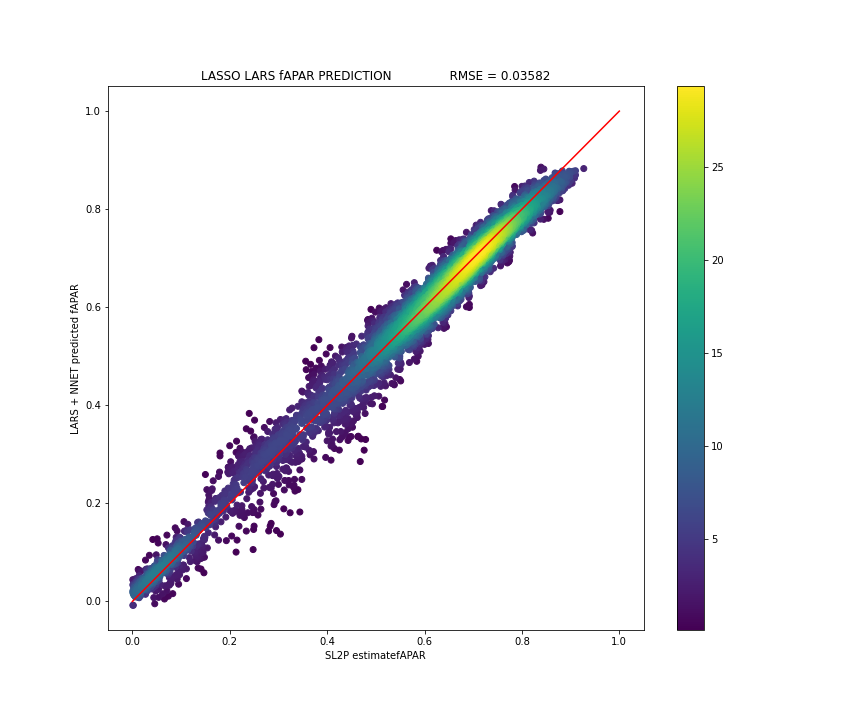 LASSO LARS fAPAR PREDICTION RMSE = 0.03582
1.0
0.8
0.6
0.4
0.2
0.0
LARS + NNET predicted fAPAR
0.0 0.2 0.4 0.6 0.8 1.0
SL2P estimatefAPAR
25
20
15
10
5